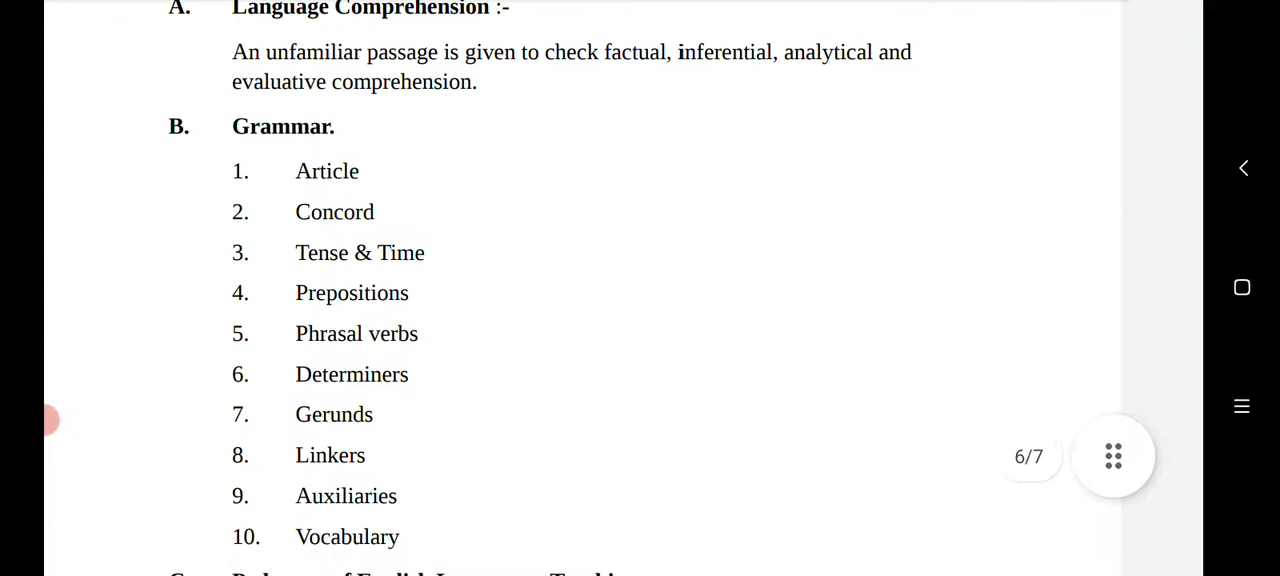 A. Language Comprehension :-
An unfamiliar passage is given to check factual, inferential, analytical and
evaluative comprehension.
B. Grammar.
1. Article
2. Concord
3. Tense & Time
4. Prepositions
5. Phrasal verbs
6. Determiners
7. Gerunds
8. Linkers
9. Auxiliaries
6/7
10. Vocabulary